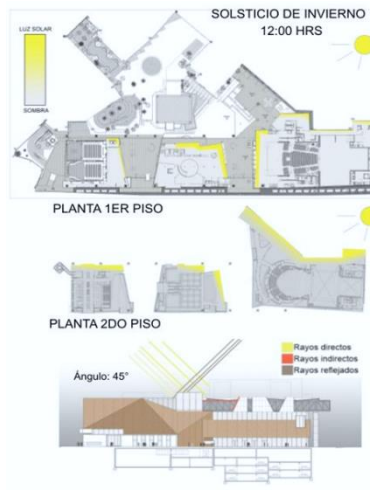 SOLSTICIO DE INVIERNO
12:00 HRS
LUZ SOLAR
SOMBRA
PLANTA 1ER PISO
PLANTA 2DO PISO
Rayos directos
Rayos indirectos
Rayos reflejados
Ángulo: 45°